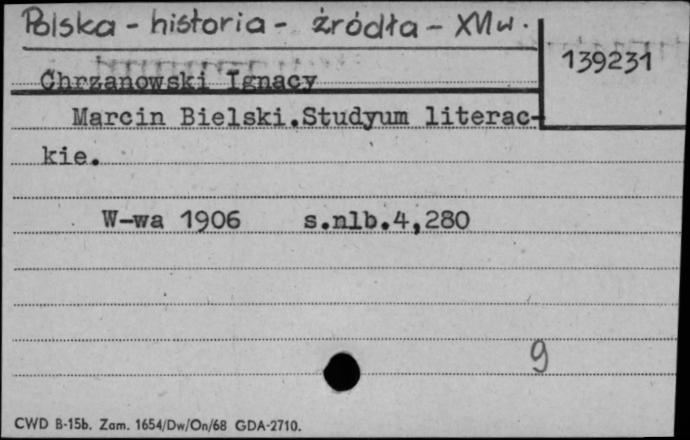 Polska - historia - źródła - XVI w.
139231
Chrzanowski Ignacy
Marcin Bielski.Studyum literac-
kie.
W-wa 1906 s.nlb.4,280
9
CWD B-15b. Zam. 1654/Dw/On/68 GDA-2710.